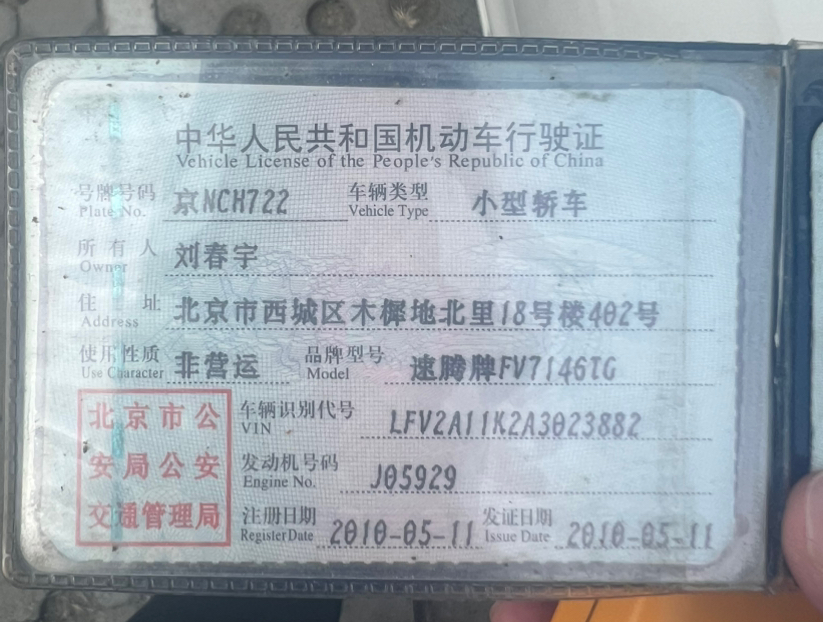 中华人民共和国机动车行驶证
Vehicle License of the People's Republic of China
号牌号码 京NCH722 车辆类型 小型轿车
Plate No. Vehicle Type
所有人 刘春宇
Owner
住址 北京市西城区木樨地北里18号楼402号
Address
使用性质 非营运 品牌型号 速腾牌FV7146TG
Use Character Model
北京市公安局公安交通管理局
车辆识别代号 LFV2A11K2A3023882
VIN
发动机号码 J05929
Engine No.
注册日期 2010-05-11 发证日期 2010-05-11
Register Date Issue Date